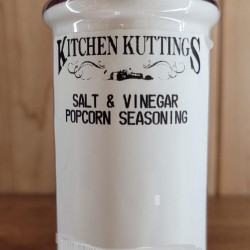 KITCHEN KUTTINGS
SALT & VINEGAR
POPCORN SEASONING